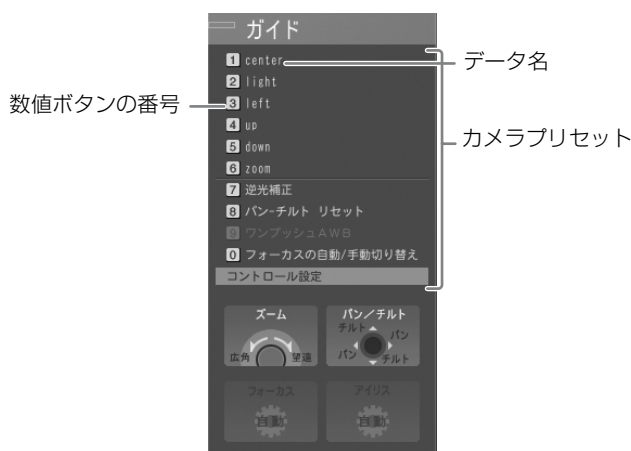 ガイド
1 center
データ名
2 light
数値ボタンの番号
3 left
4 up
カメラプリセット
5 down
6 zoom
7 逆光補正
8 パン-チルト リセット
9 ワンプッシュAWB
0 フォーカスの自動/手動切り替え
コントロール設定
ズーム
広角 望遠
パン/チルト
チルト パン
パン チルト
フォーカス
自動
アイリス
自動